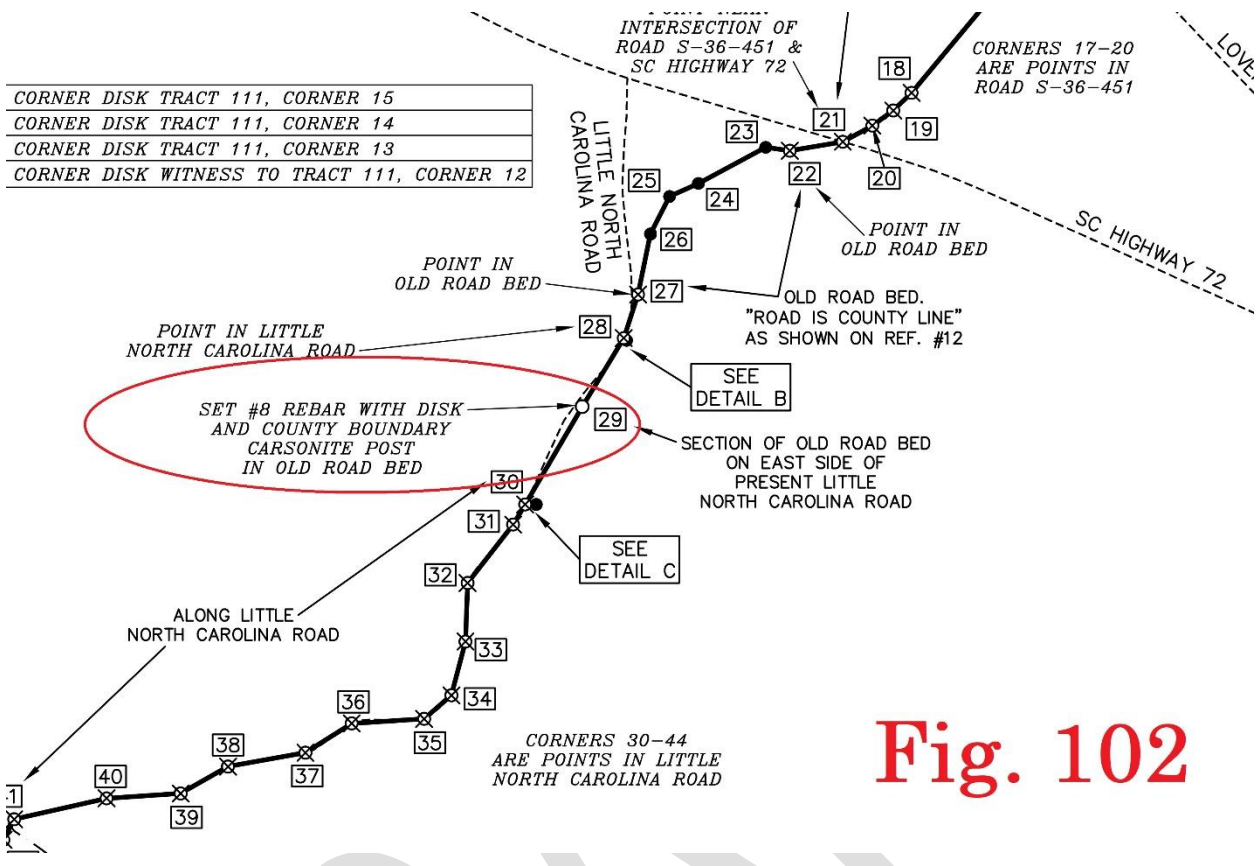 POINT NEAR
INTERSECTION OF
ROAD S-36-451 &
SC HIGHWAY 72
CORNERS 17-20
ARE POINTS IN
ROAD S-36-451
CORNER DISK TRACT 111, CORNER 15
CORNER DISK TRACT 111, CORNER 14
CORNER DISK TRACT 111, CORNER 13
CORNER DISK WITNESS TO TRACT 111, CORNER 12
LITTLE NORTH
CAROLINA ROAD
18
19
20
21
22
23
24
25
26
27
28
29
30
31
32
33
34
35
36
37
38
39
40
SC HIGHWAY 72
POINT IN
OLD ROAD BED
POINT IN
OLD ROAD BED
OLD ROAD BED.
"ROAD IS COUNTY LINE"
AS SHOWN ON REF. #12
POINT IN LITTLE
NORTH CAROLINA ROAD
SEE
DETAIL B
SET #8 REBAR WITH DISK
AND COUNTY BOUNDARY
CARSONITE POST
IN OLD ROAD BED
SECTION OF OLD ROAD BED
ON EAST SIDE OF
PRESENT LITTLE
NORTH CAROLINA ROAD
SEE
DETAIL C
ALONG LITTLE
NORTH CAROLINA ROAD
CORNERS 30-44
ARE POINTS IN LITTLE
NORTH CAROLINA ROAD
Fig. 102